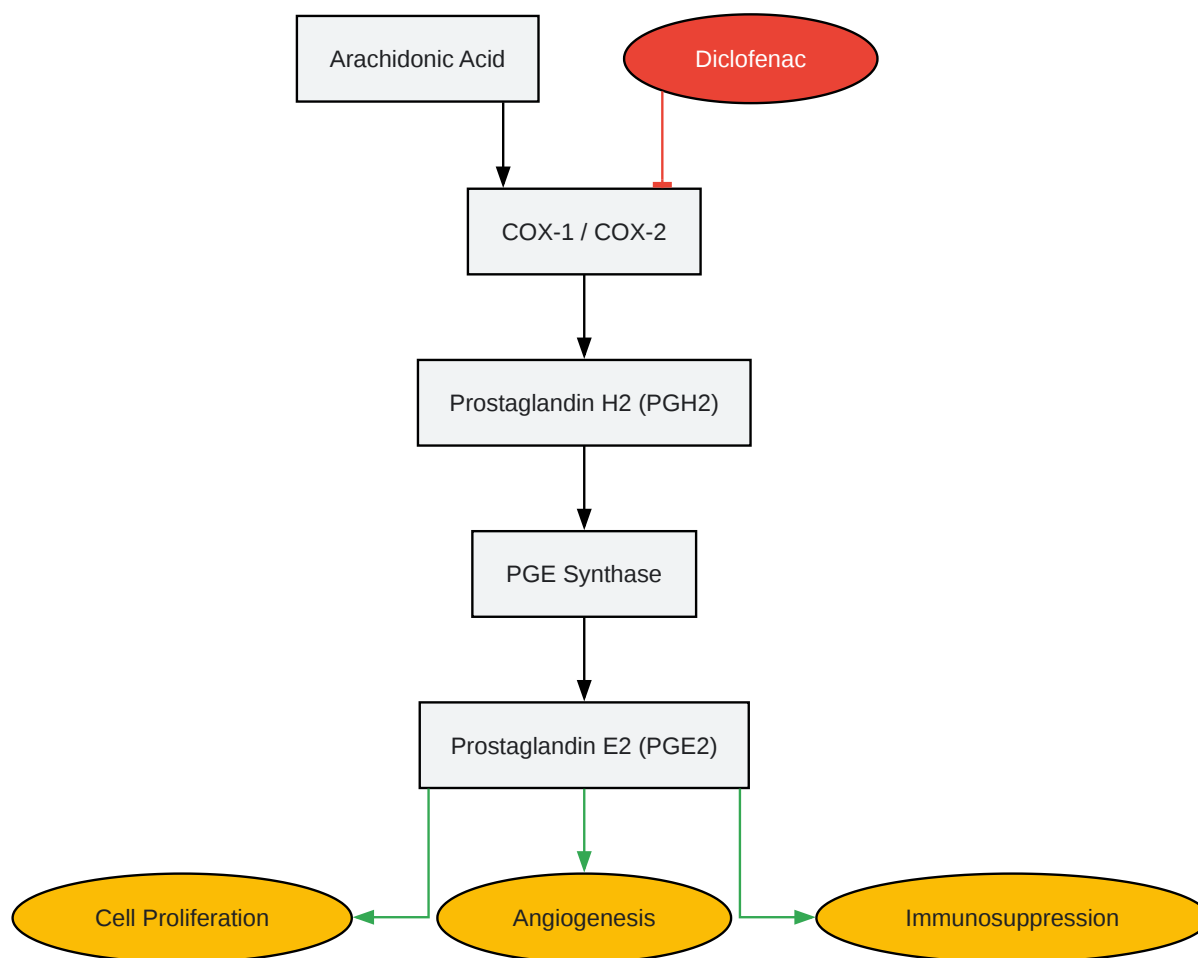 Arachidonic Acid
Diclofenac
COX-1 / COX-2
Prostaglandin H2 (PGH2)
PGE Synthase
Prostaglandin E2 (PGE2)
Cell Proliferation
Angiogenesis
Immunosuppression